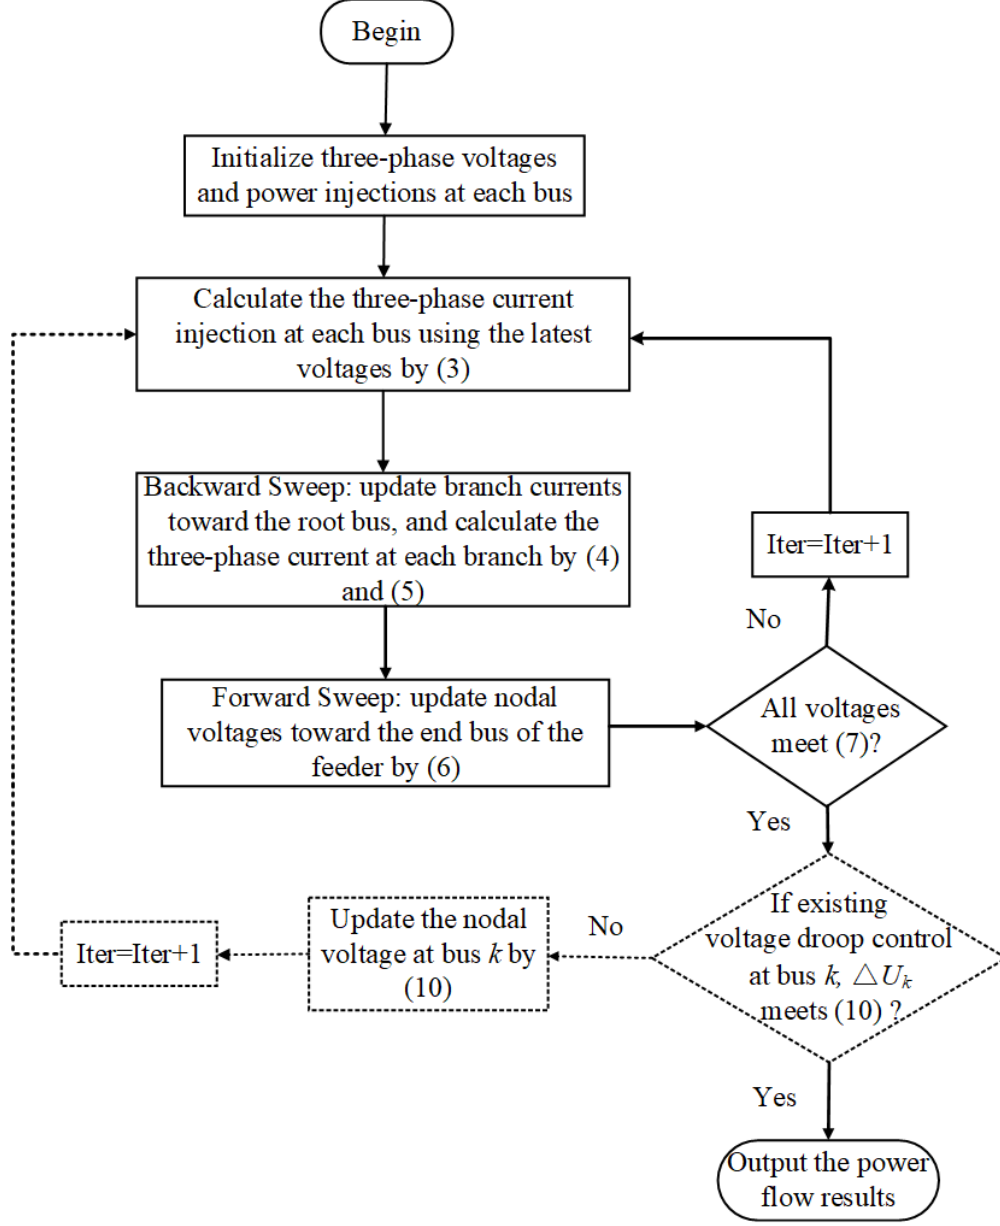 Begin
Initialize three-phase voltages
and power injections at each bus
Calculate the three-phase current
injection at each bus using the latest
voltages by (3)
Backward Sweep: update branch currents
toward the root bus, and calculate the
three-phase current at each branch by (4)
and (5)
Iter=Iter+1
No
Forward Sweep: update nodal
voltages toward the end bus of the
feeder by (6)
All voltages
meet (7)?
Yes
If existing
voltage droop control
at bus k, △U_k
meets (10) ?
No
Update the nodal
voltage at bus k by
(10)
Iter=Iter+1
Yes
Output the power
flow results